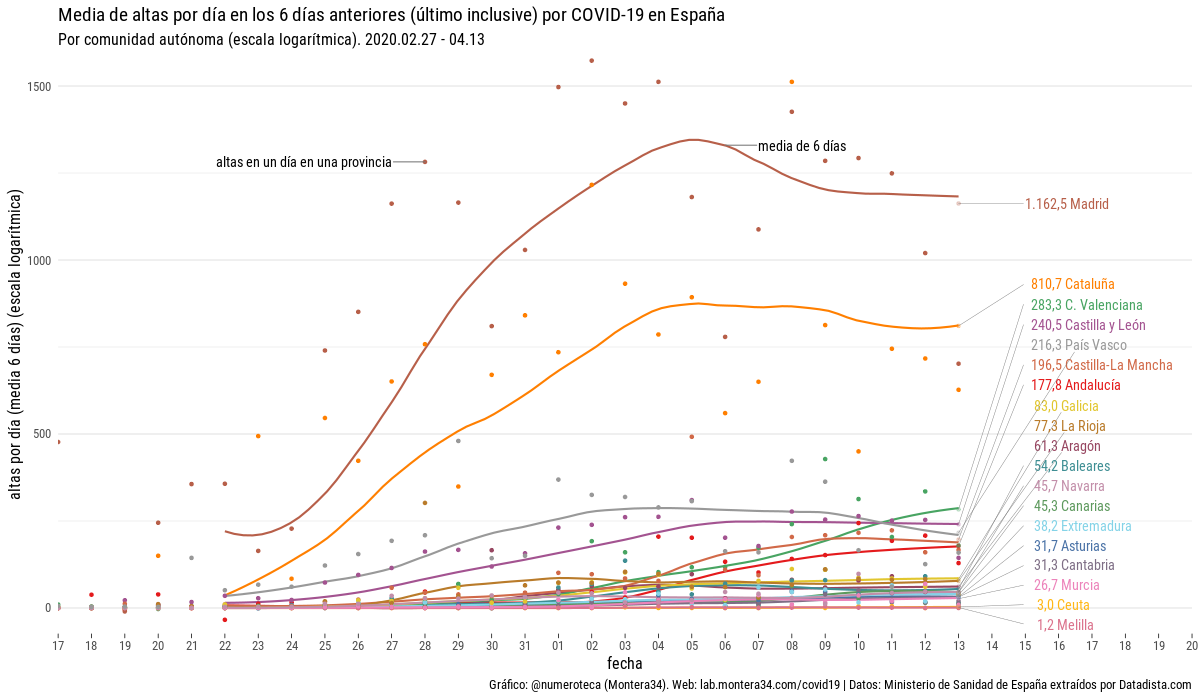 Media de altas por día en los 6 días anteriores (último inclusive) por COVID-19 en España
Por comunidad autónoma (escala logarítmica). 2020.02.27 - 04.13
altas por día (media 6 días) (escala logarítmica)
1500
1000
500
0
altas en un día en una provincia
media de 6 días
1.162,5 Madrid
810,7 Cataluña
283,3 C. Valenciana
240,5 Castilla y León
216,3 País Vasco
196,5 Castilla-La Mancha
177,8 Andalucía
83,0 Galicia
77,3 La Rioja
61,3 Aragón
54,2 Baleares
45,7 Navarra
45,3 Canarias
38,2 Extremadura
31,7 Asturias
31,3 Cantabria
26,7 Murcia
3,0 Ceuta
1,2 Melilla
17 18 19 20 21 22 23 24 25 26 27 28 29 30 31 01 02 03 04 05 06 07 08 09 10 11 12 13 14 15 16 17 18 19 20
fecha
Gráfico: @numeroteca (Montera34). Web: lab.montera34.com/covid19 | Datos: Ministerio de Sanidad de España extraídos por Datadista.com